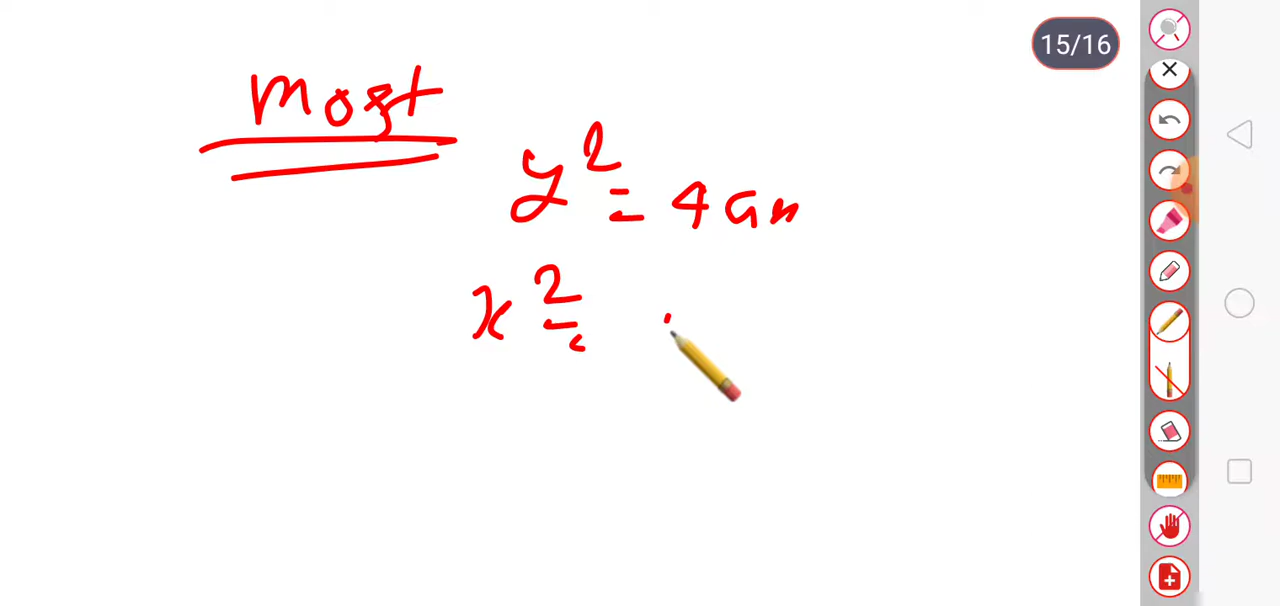 15/16
Most
y² = 4ax
x² =